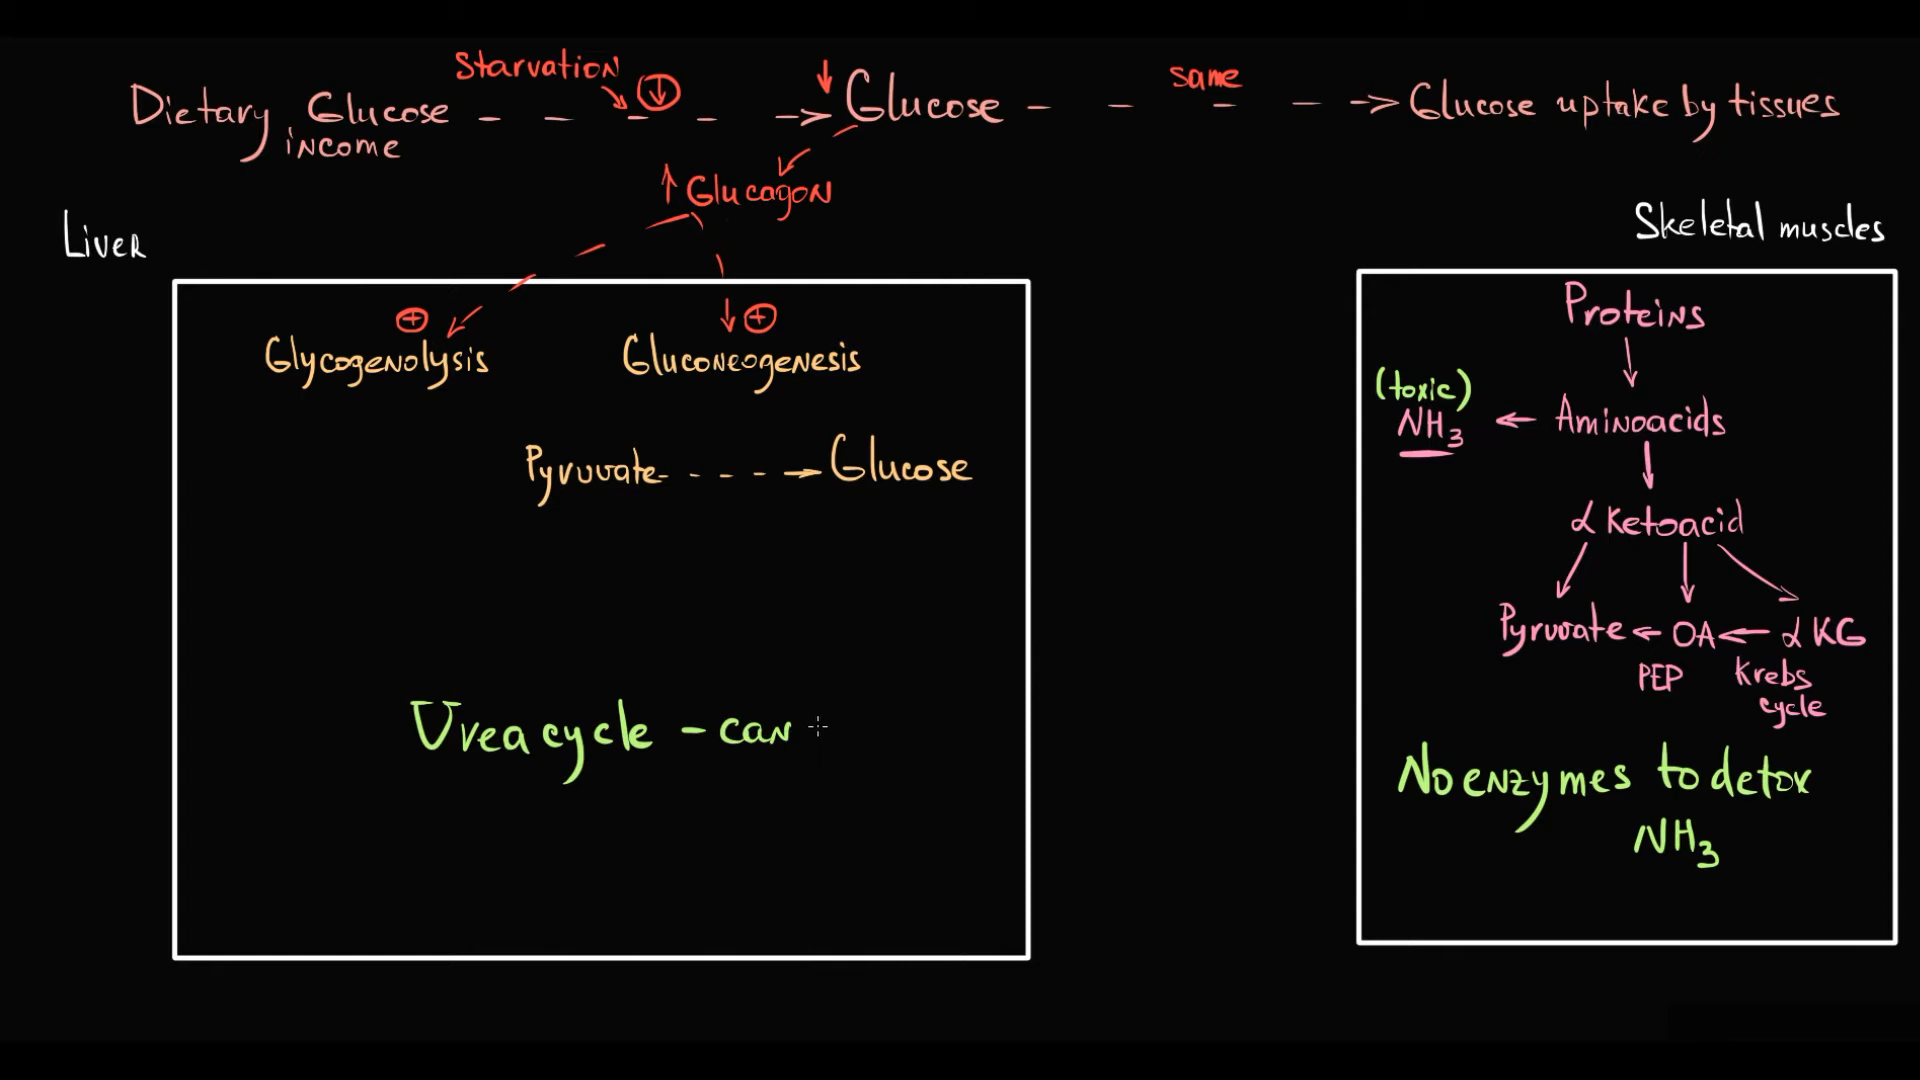 Starvation
same
Dietary Glucose - - - - -> ↓ Glucose - - - - -> Glucose uptake by tissues
income
↑ Glucagon
Liver
Skeletal muscles
Glycogenolysis
Gluconeogenesis
Pyruvate - - - -> Glucose
Urea cycle - can
Proteins
(toxic)
NH3 ← Aminoacids
α Ketoacid
Pyruvate ← OA ← α KG
PEP Krebs
cycle
No enzymes to detox
NH3